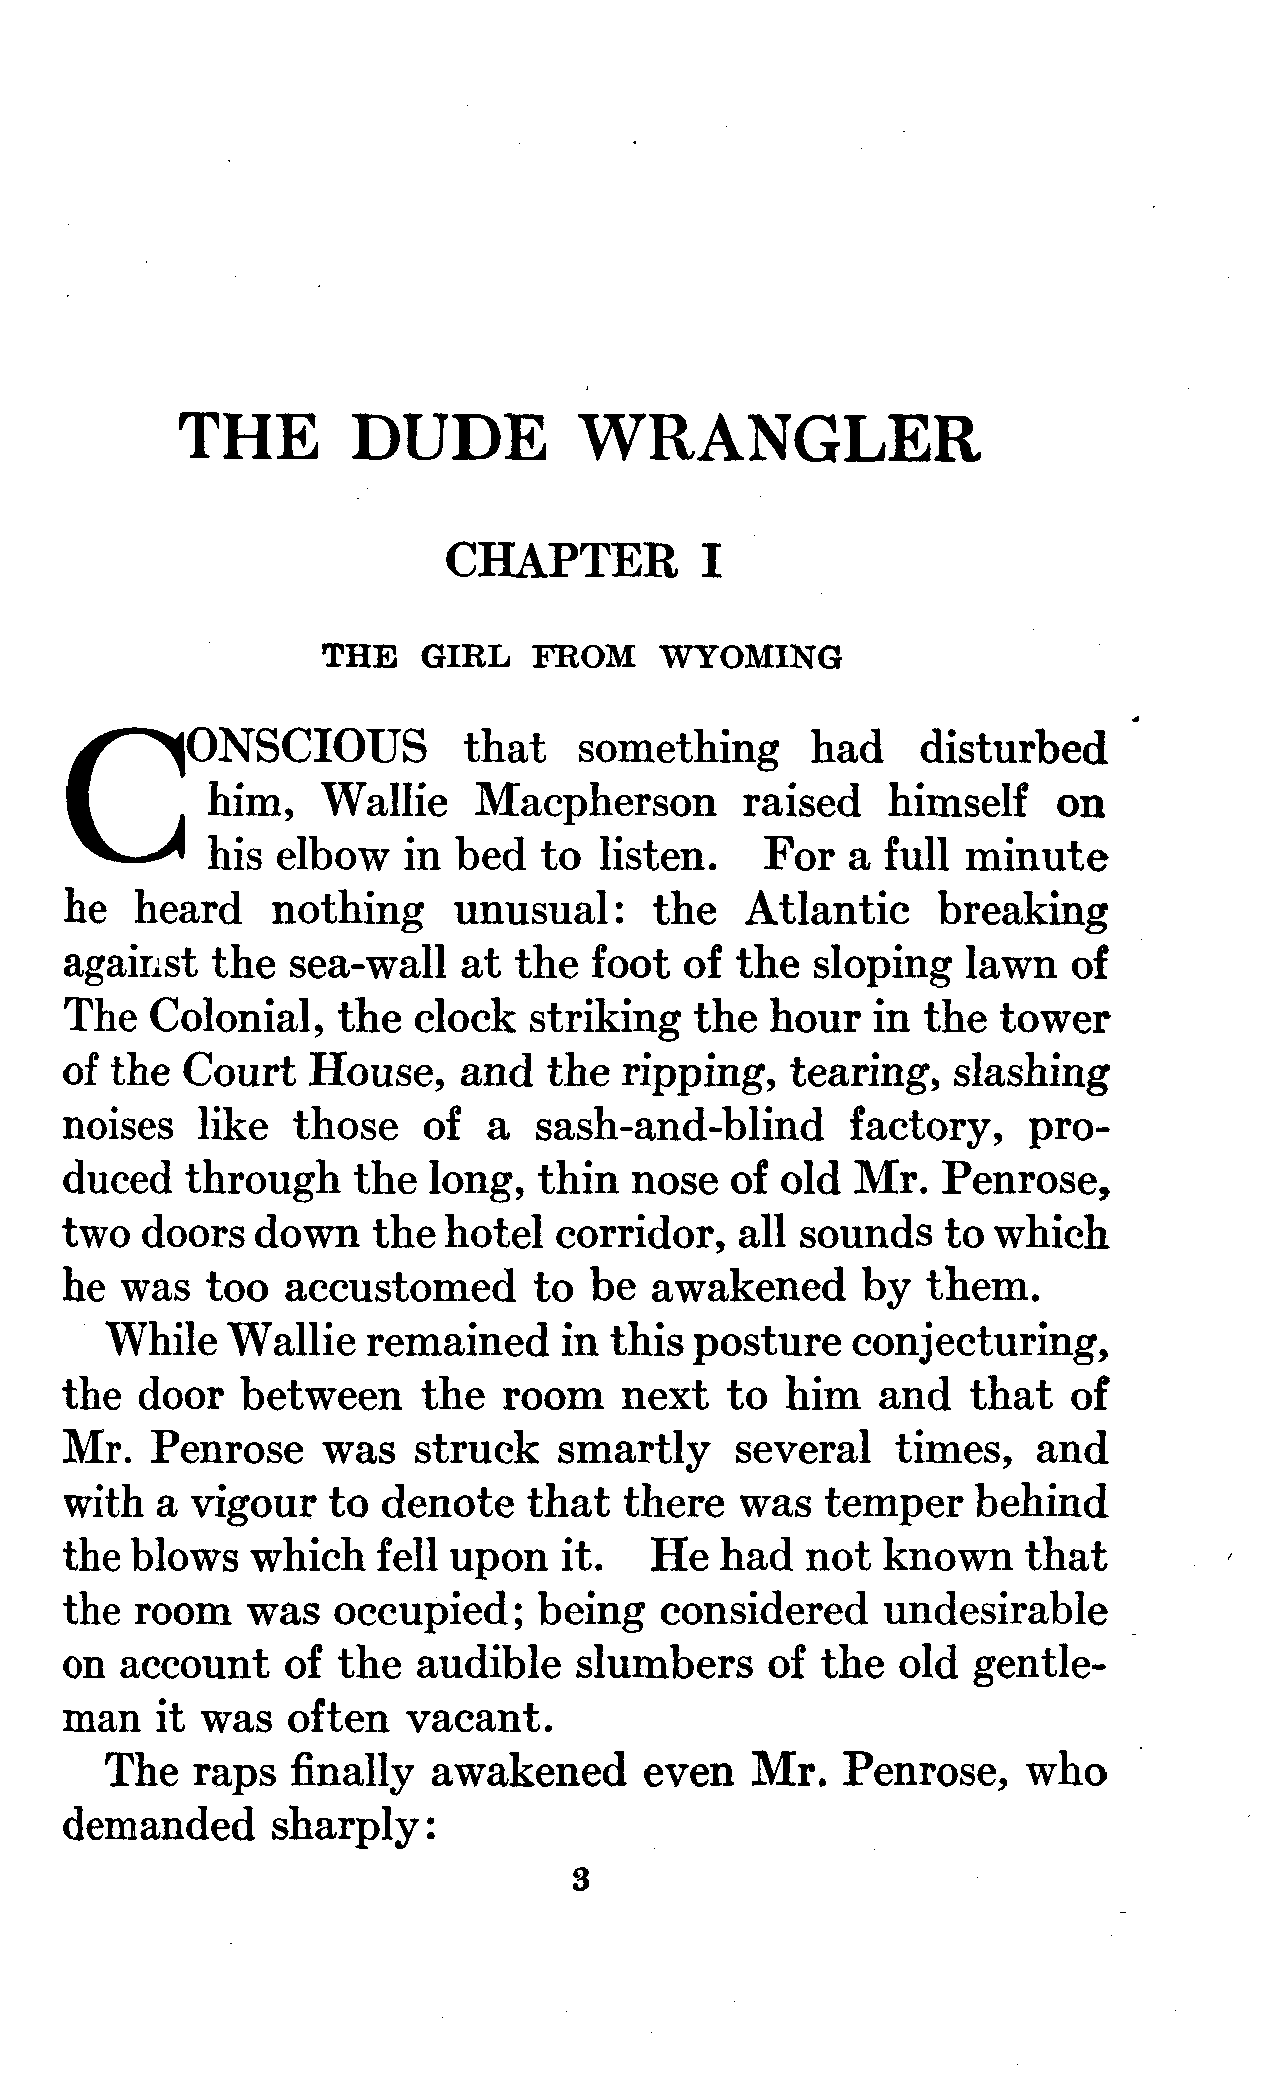 THE DUDE WRANGLER
CHAPTER I
THE GIRL FROM WYOMING
CONSCIOUS that something had disturbed
him, Wallie Macpherson raised himself on
his elbow in bed to listen. For a full minute
he heard nothing unusual: the Atlantic breaking
against the sea-wall at the foot of the sloping lawn of
The Colonial, the clock striking the hour in the tower
of the Court House, and the ripping, tearing, slashing
noises like those of a sash-and-blind factory, pro-
duced through the long, thin nose of old Mr. Penrose,
two doors down the hotel corridor, all sounds to which
he was too accustomed to be awakened by them.
While Wallie remained in this posture conjecturing,
the door between the room next to him and that of
Mr. Penrose was struck smartly several times, and
with a vigour to denote that there was temper behind
the blows which fell upon it. He had not known that
the room was occupied; being considered undesirable
on account of the audible slumbers of the old gentle-
man it was often vacant.
The raps finally awakened even Mr. Penrose, who
demanded sharply:
3